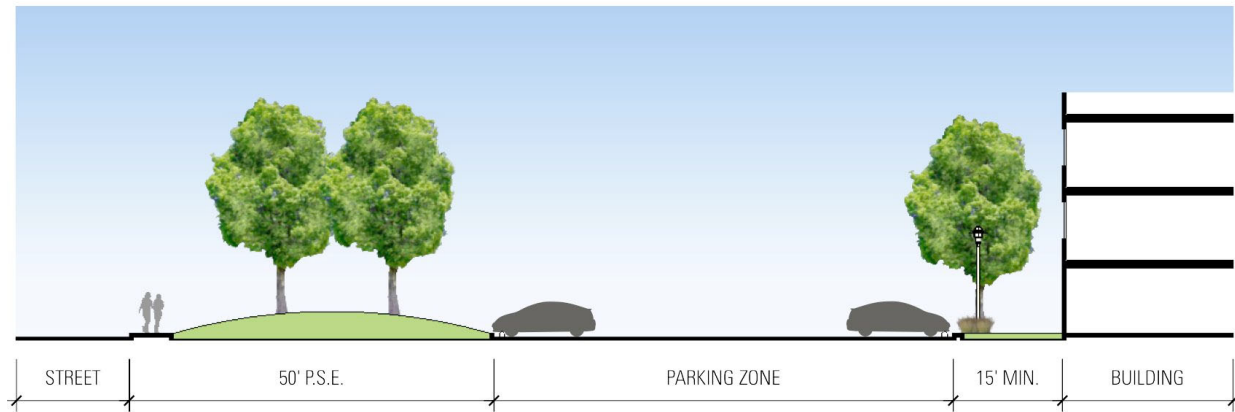 STREET
50' P.S.E.
PARKING ZONE
15' MIN.
BUILDING